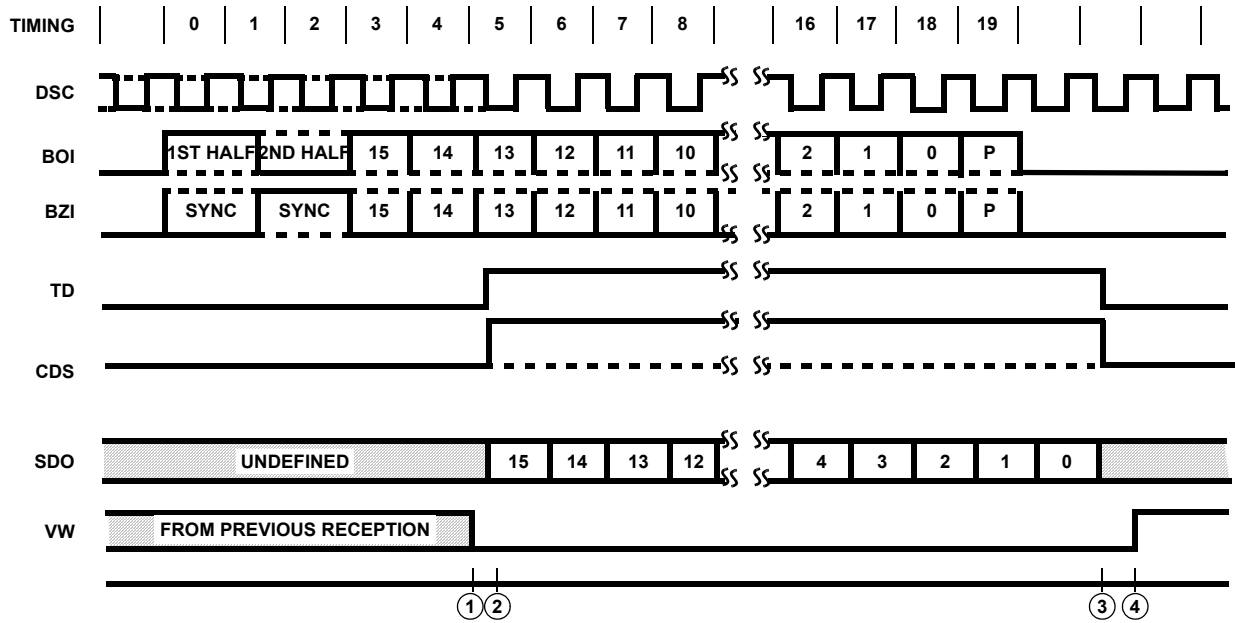 TIMING 0 1 2 3 4 5 6 7 8 16 17 18 19
DSC
BOI 1ST HALF 2ND HALF 15 14 13 12 11 10 2 1 0 P
BZI SYNC SYNC 15 14 13 12 11 10 2 1 0 P
TD
CDS
SDO UNDEFINED 15 14 13 12 4 3 2 1 0
VW FROM PREVIOUS RECEPTION
1 2 3 4